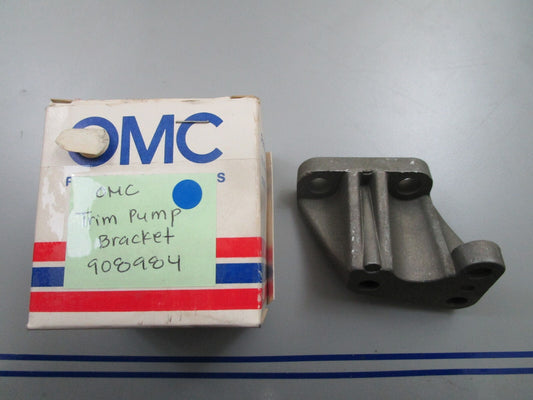 OMC
OMC
Trim Pump
Bracket
908984